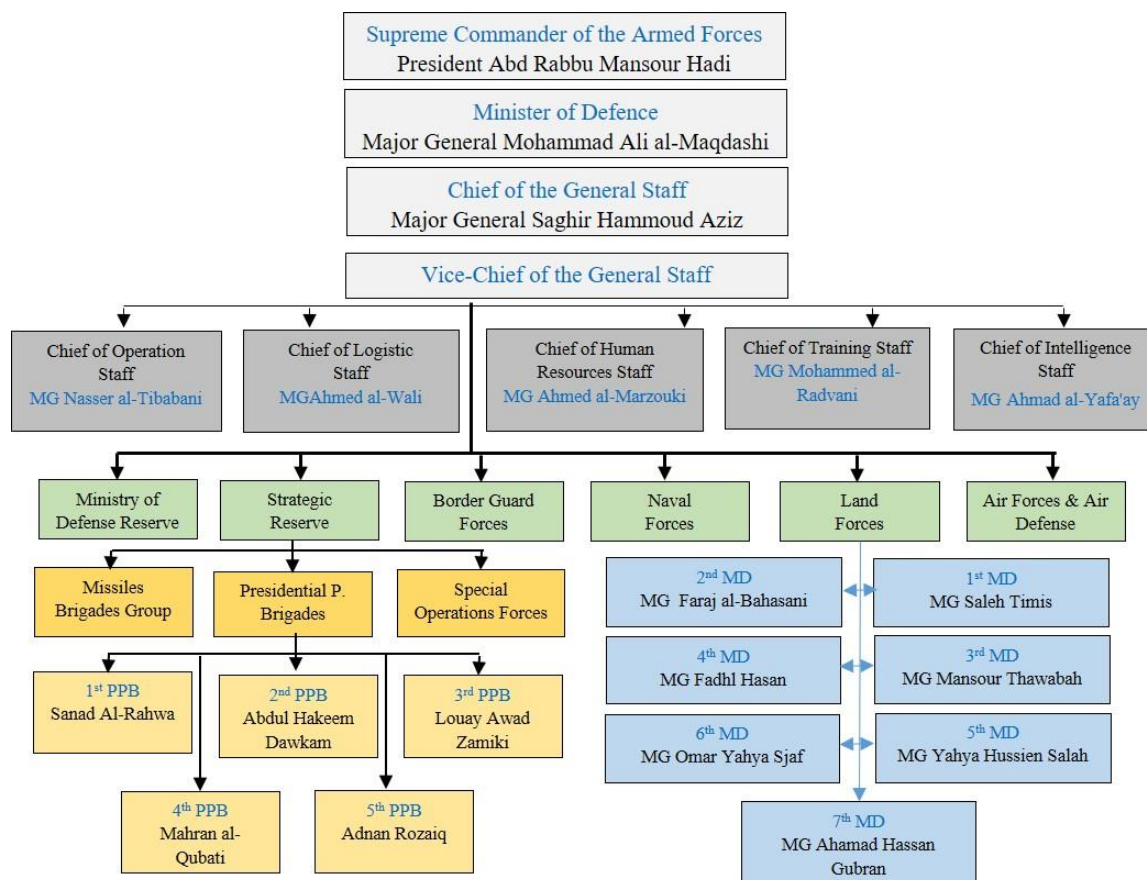 Supreme Commander of the Armed Forces
President Abd Rabbu Mansour Hadi
Minister of Defence
Major General Mohammad Ali al-Maqdashi
Chief of the General Staff
Major General Saghir Hammoud Aziz
Vice-Chief of the General Staff
Chief of Operation
Staff
MG Nasser al-Tibabani
Chief of Logistic
Staff
MGAhmed al-Wali
Chief of Human
Resources Staff
MG Ahmed al-Marzouki
Chief of Training Staff
MG Mohammed al-
Radvani
Chief of Intelligence
Staff
MG Ahmad al-Yafa'ay
Ministry of
Defense Reserve
Strategic
Reserve
Border Guard
Forces
Naval
Forces
Land
Forces
Air Forces & Air
Defense
Missiles
Brigades Group
Presidential P.
Brigades
Special
Operations Forces
1st PPB
Sanad Al-Rahwa
2nd PPB
Abdul Hakeem
Dawkam
3rd PPB
Louay Awad
Zamiki
4th PPB
Mahran al-
Qubati
5th PPB
Adnan Rozaiq
2nd MD
MG Faraj al-Bahasani
1st MD
MG Saleh Timis
4th MD
MG Fadhl Hasan
3rd MD
MG Mansour Thawabah
6th MD
MG Omar Yahya Sjaf
5th MD
MG Yahya Hussien Salah
7th MD
MG Ahamad Hassan
Gubran